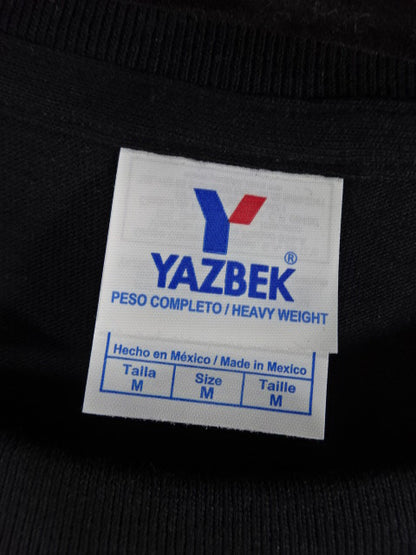 YAZBEK®
PESO COMPLETO / HEAVY WEIGHT
Hecho en México / Made in Mexico
Talla Size Taille
M M M